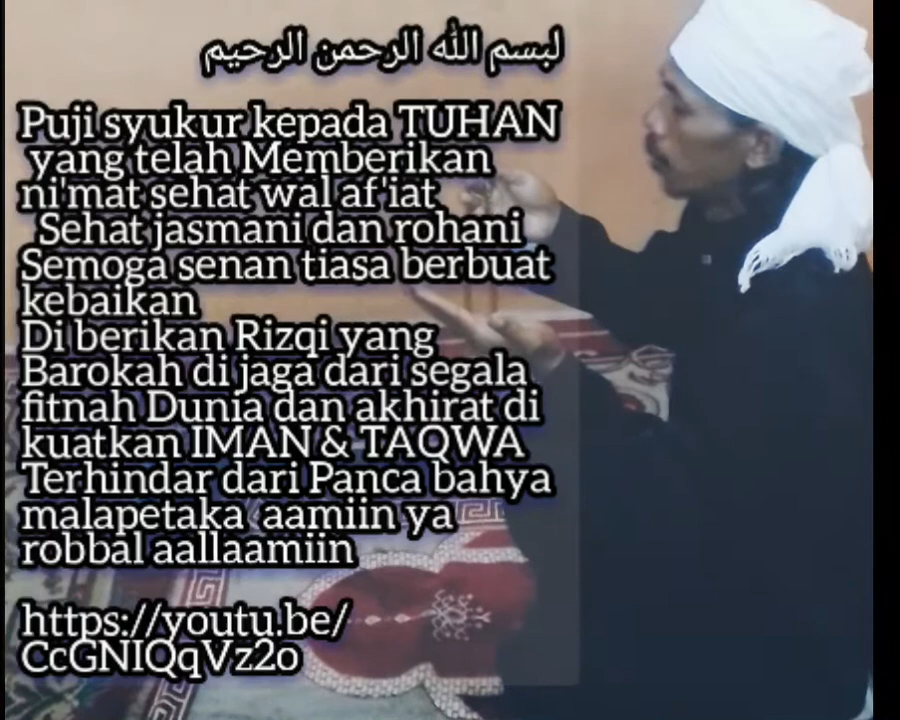 لبسم الله الرحمن الرحيم
Puji syukur kepada TUHAN
yang telah Memberikan
ni'mat sehat wal af'iat
Sehat jasmani dan rohani
Semoga senan tiasa berbuat
kebaikan
Di berikan Rizqi yang
Barokah di jaga dari segala
fitnah Dunia dan akhirat di
kuatkan IMAN & TAQWA
Terhindar dari Panca bahya
malapetaka aamiin ya
robbal aallaamiin
https://youtu.be/
CcGNIQqVz2o